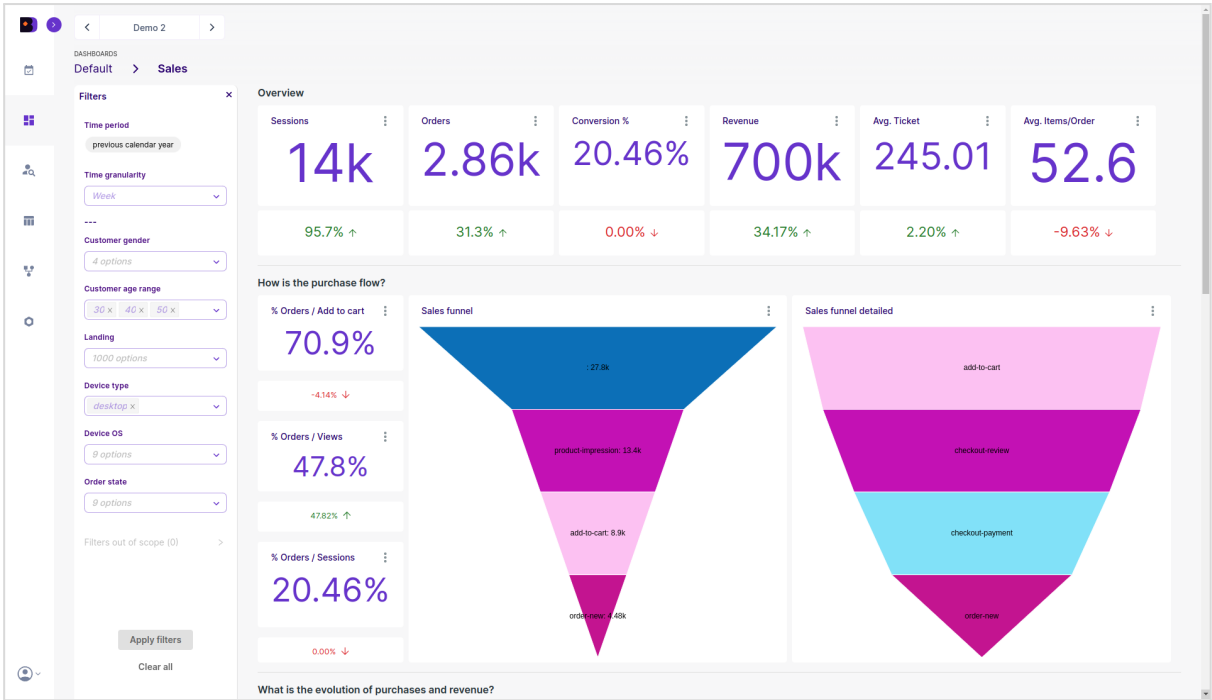 Demo 2
DASHBOARDS
Default > Sales
Filters ×
Time period
previous calendar year
Time granularity
Week
---
Customer gender
4 options
Customer age range
30 × 40 × 50 ×
Landing
1000 options
Device type
desktop ×
Device OS
9 options
Order state
9 options
Filters out of scope (0)
Apply filters
Clear all
Overview
Sessions
14k
95.7% ↑
Orders
2.86k
31.3% ↑
Conversion %
20.46%
0.00% ↓
Revenue
700k
34.17% ↑
Avg. Ticket
245.01
2.20% ↑
Avg. Items/Order
52.6
-9.63% ↓
How is the purchase flow?
% Orders / Add to cart
70.9%
-4.14% ↓
% Orders / Views
47.8%
47.82% ↑
% Orders / Sessions
20.46%
0.00% ↓
Sales funnel
: 27.8k
product-impression: 13.4k
add-to-cart: 8.9k
order-new: 4.48k
Sales funnel detailed
add-to-cart
checkout-review
checkout-payment
order-new
What is the evolution of purchases and revenue?